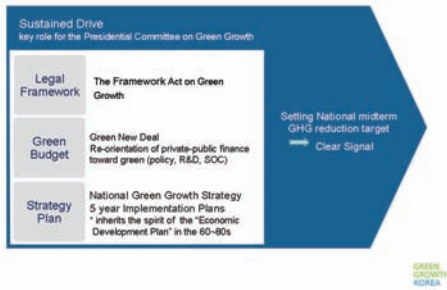 Sustained Drive
key role for the Presidential Committee on Green Growth
Legal
Framework
The Framework Act on Green
Growth
Green
Budget
Green New Deal
Re-orientation of private-public finance
toward green (policy, R&D, SOC)
Strategy
Plan
National Green Growth Strategy
5 year Implementation Plans
* inherits the spirit of the “Economic
Development Plan” in the 60~80s
Setting National midterm
GHG reduction target
Clear Signal
GREEN
GROWTH
KOREA